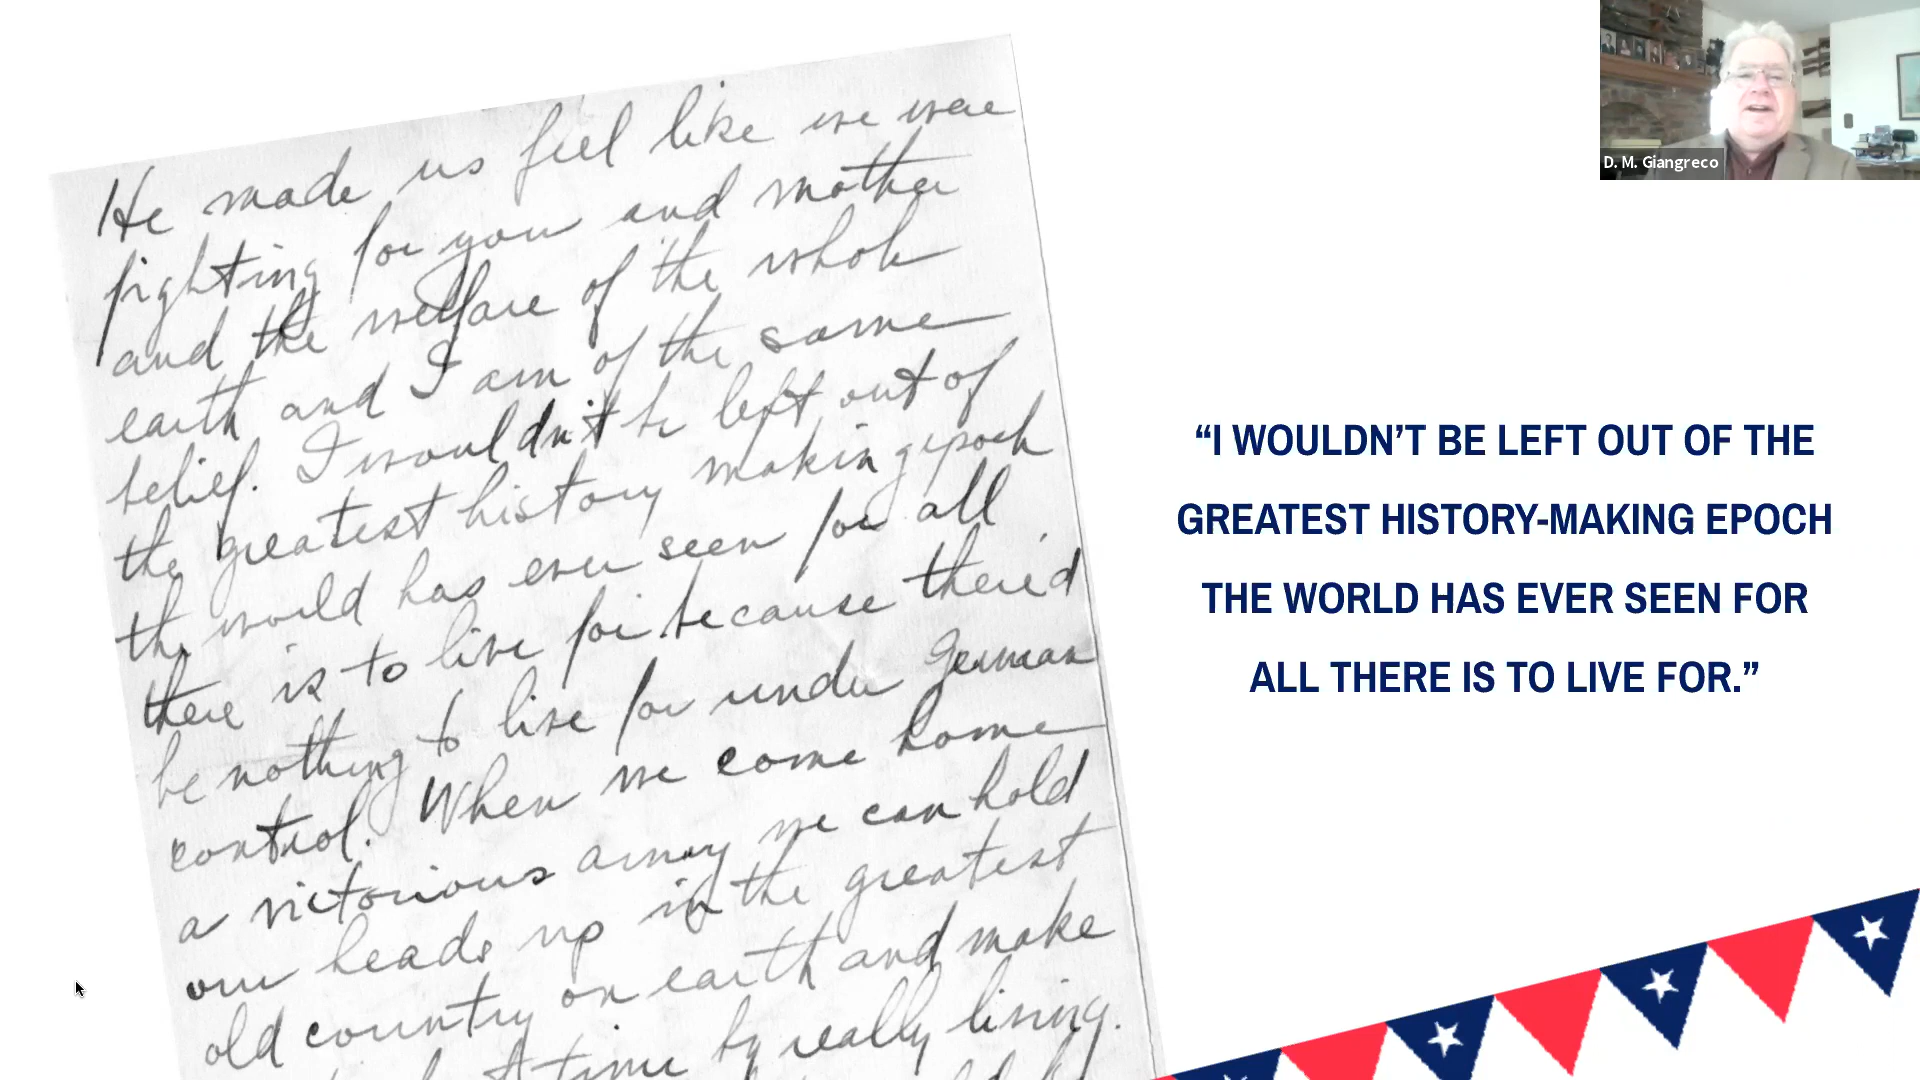 He made us feel like we were
fighting for you and mother
and the welfare of the whole
earth and I am of the same
belief. I wouldn't be left out of
the greatest history making epoch
the world has ever seen for all
there is to live for because there'd
be nothing to live for under German
control. When we come home
a victorious army we can hold
our heads up in the greatest
old country on earth and make
time by really living.
“I WOULDN’T BE LEFT OUT OF THE
GREATEST HISTORY-MAKING EPOCH
THE WORLD HAS EVER SEEN FOR
ALL THERE IS TO LIVE FOR.”
D. M. Giangreco